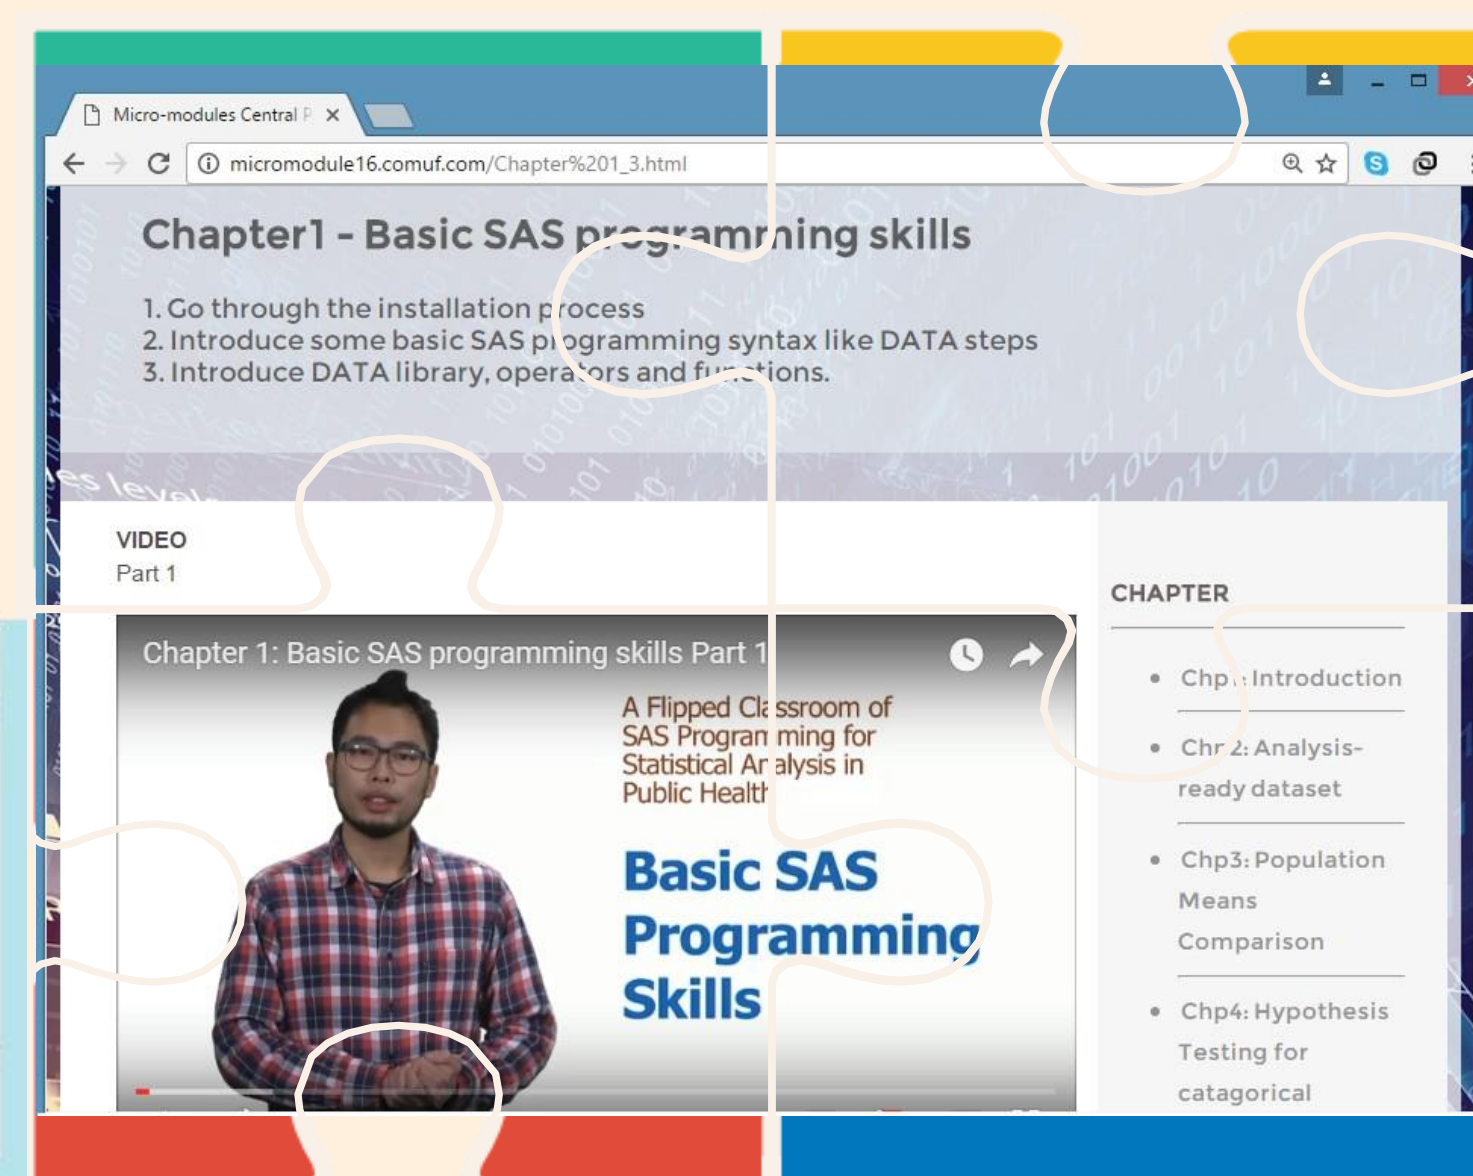 Micro-modules Central P
micromodule16.comuf.com/Chapter%201_3.html
Chapter1 - Basic SAS programming skills
1. Go through the installation process
2. Introduce some basic SAS programming syntax like DATA steps
3. Introduce DATA library, operators and functions.
es levels
VIDEO
Part 1
Chapter 1: Basic SAS programming skills Part 1
A Flipped Classroom of
SAS Programming for
Statistical Analysis in
Public Health
Basic SAS
Programming
Skills
CHAPTER
Chp1: Introduction
Chp2: Analysis-
ready dataset
Chp3: Population
Means
Comparison
Chp4: Hypothesis
Testing for
catagorical